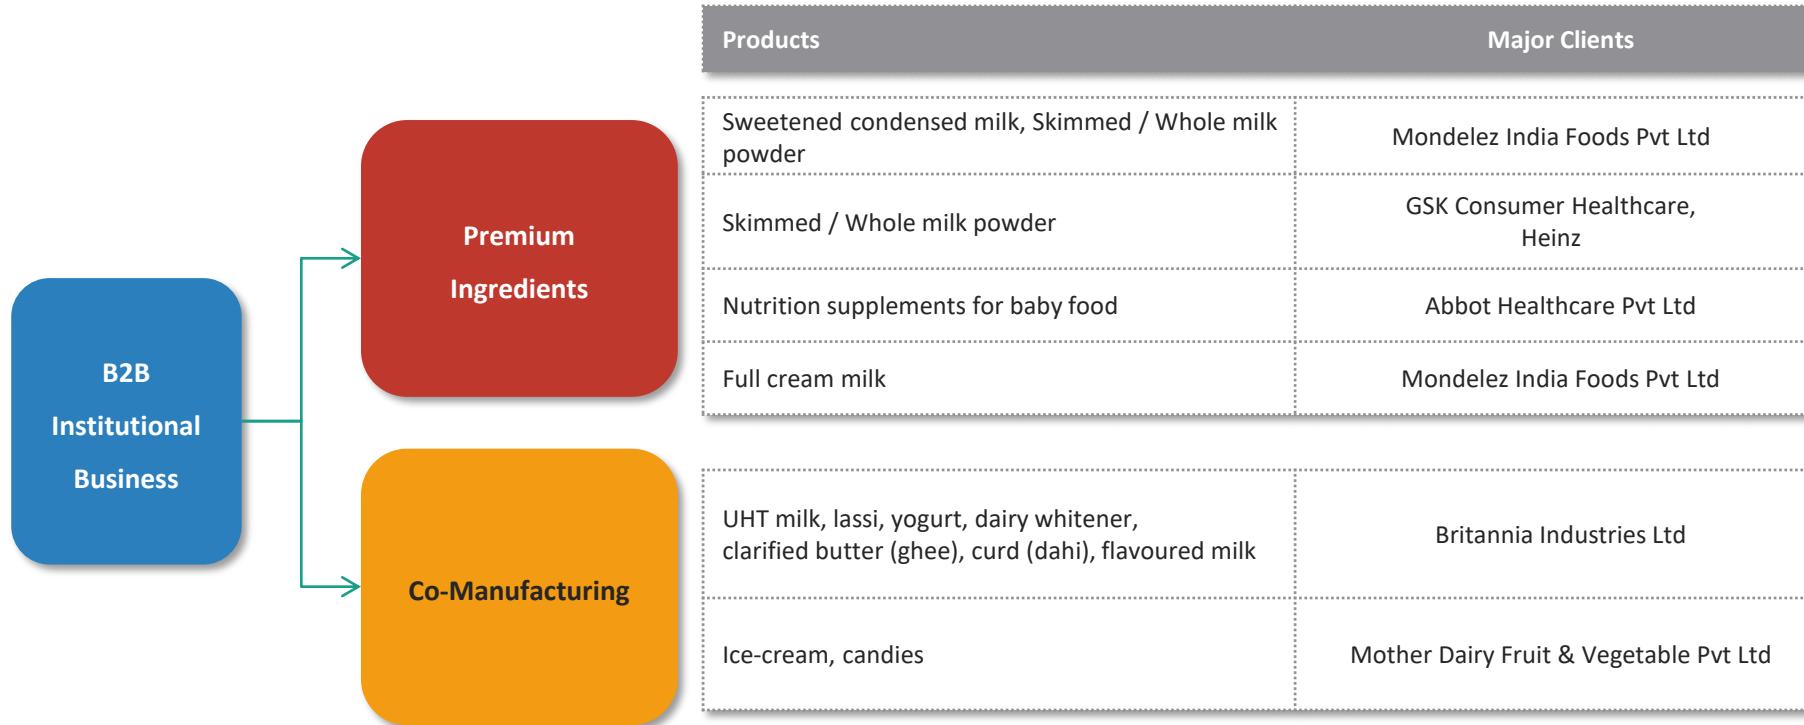 Products
Major Clients
B2B
Institutional
Business
Premium
Ingredients
Sweetened condensed milk, Skimmed / Whole milk
powder
Mondelez India Foods Pvt Ltd
Skimmed / Whole milk powder
GSK Consumer Healthcare,
Heinz
Nutrition supplements for baby food
Abbot Healthcare Pvt Ltd
Full cream milk
Mondelez India Foods Pvt Ltd
Co-Manufacturing
UHT milk, lassi, yogurt, dairy whitener,
clarified butter (ghee), curd (dahi), flavoured milk
Britannia Industries Ltd
Ice-cream, candies
Mother Dairy Fruit & Vegetable Pvt Ltd